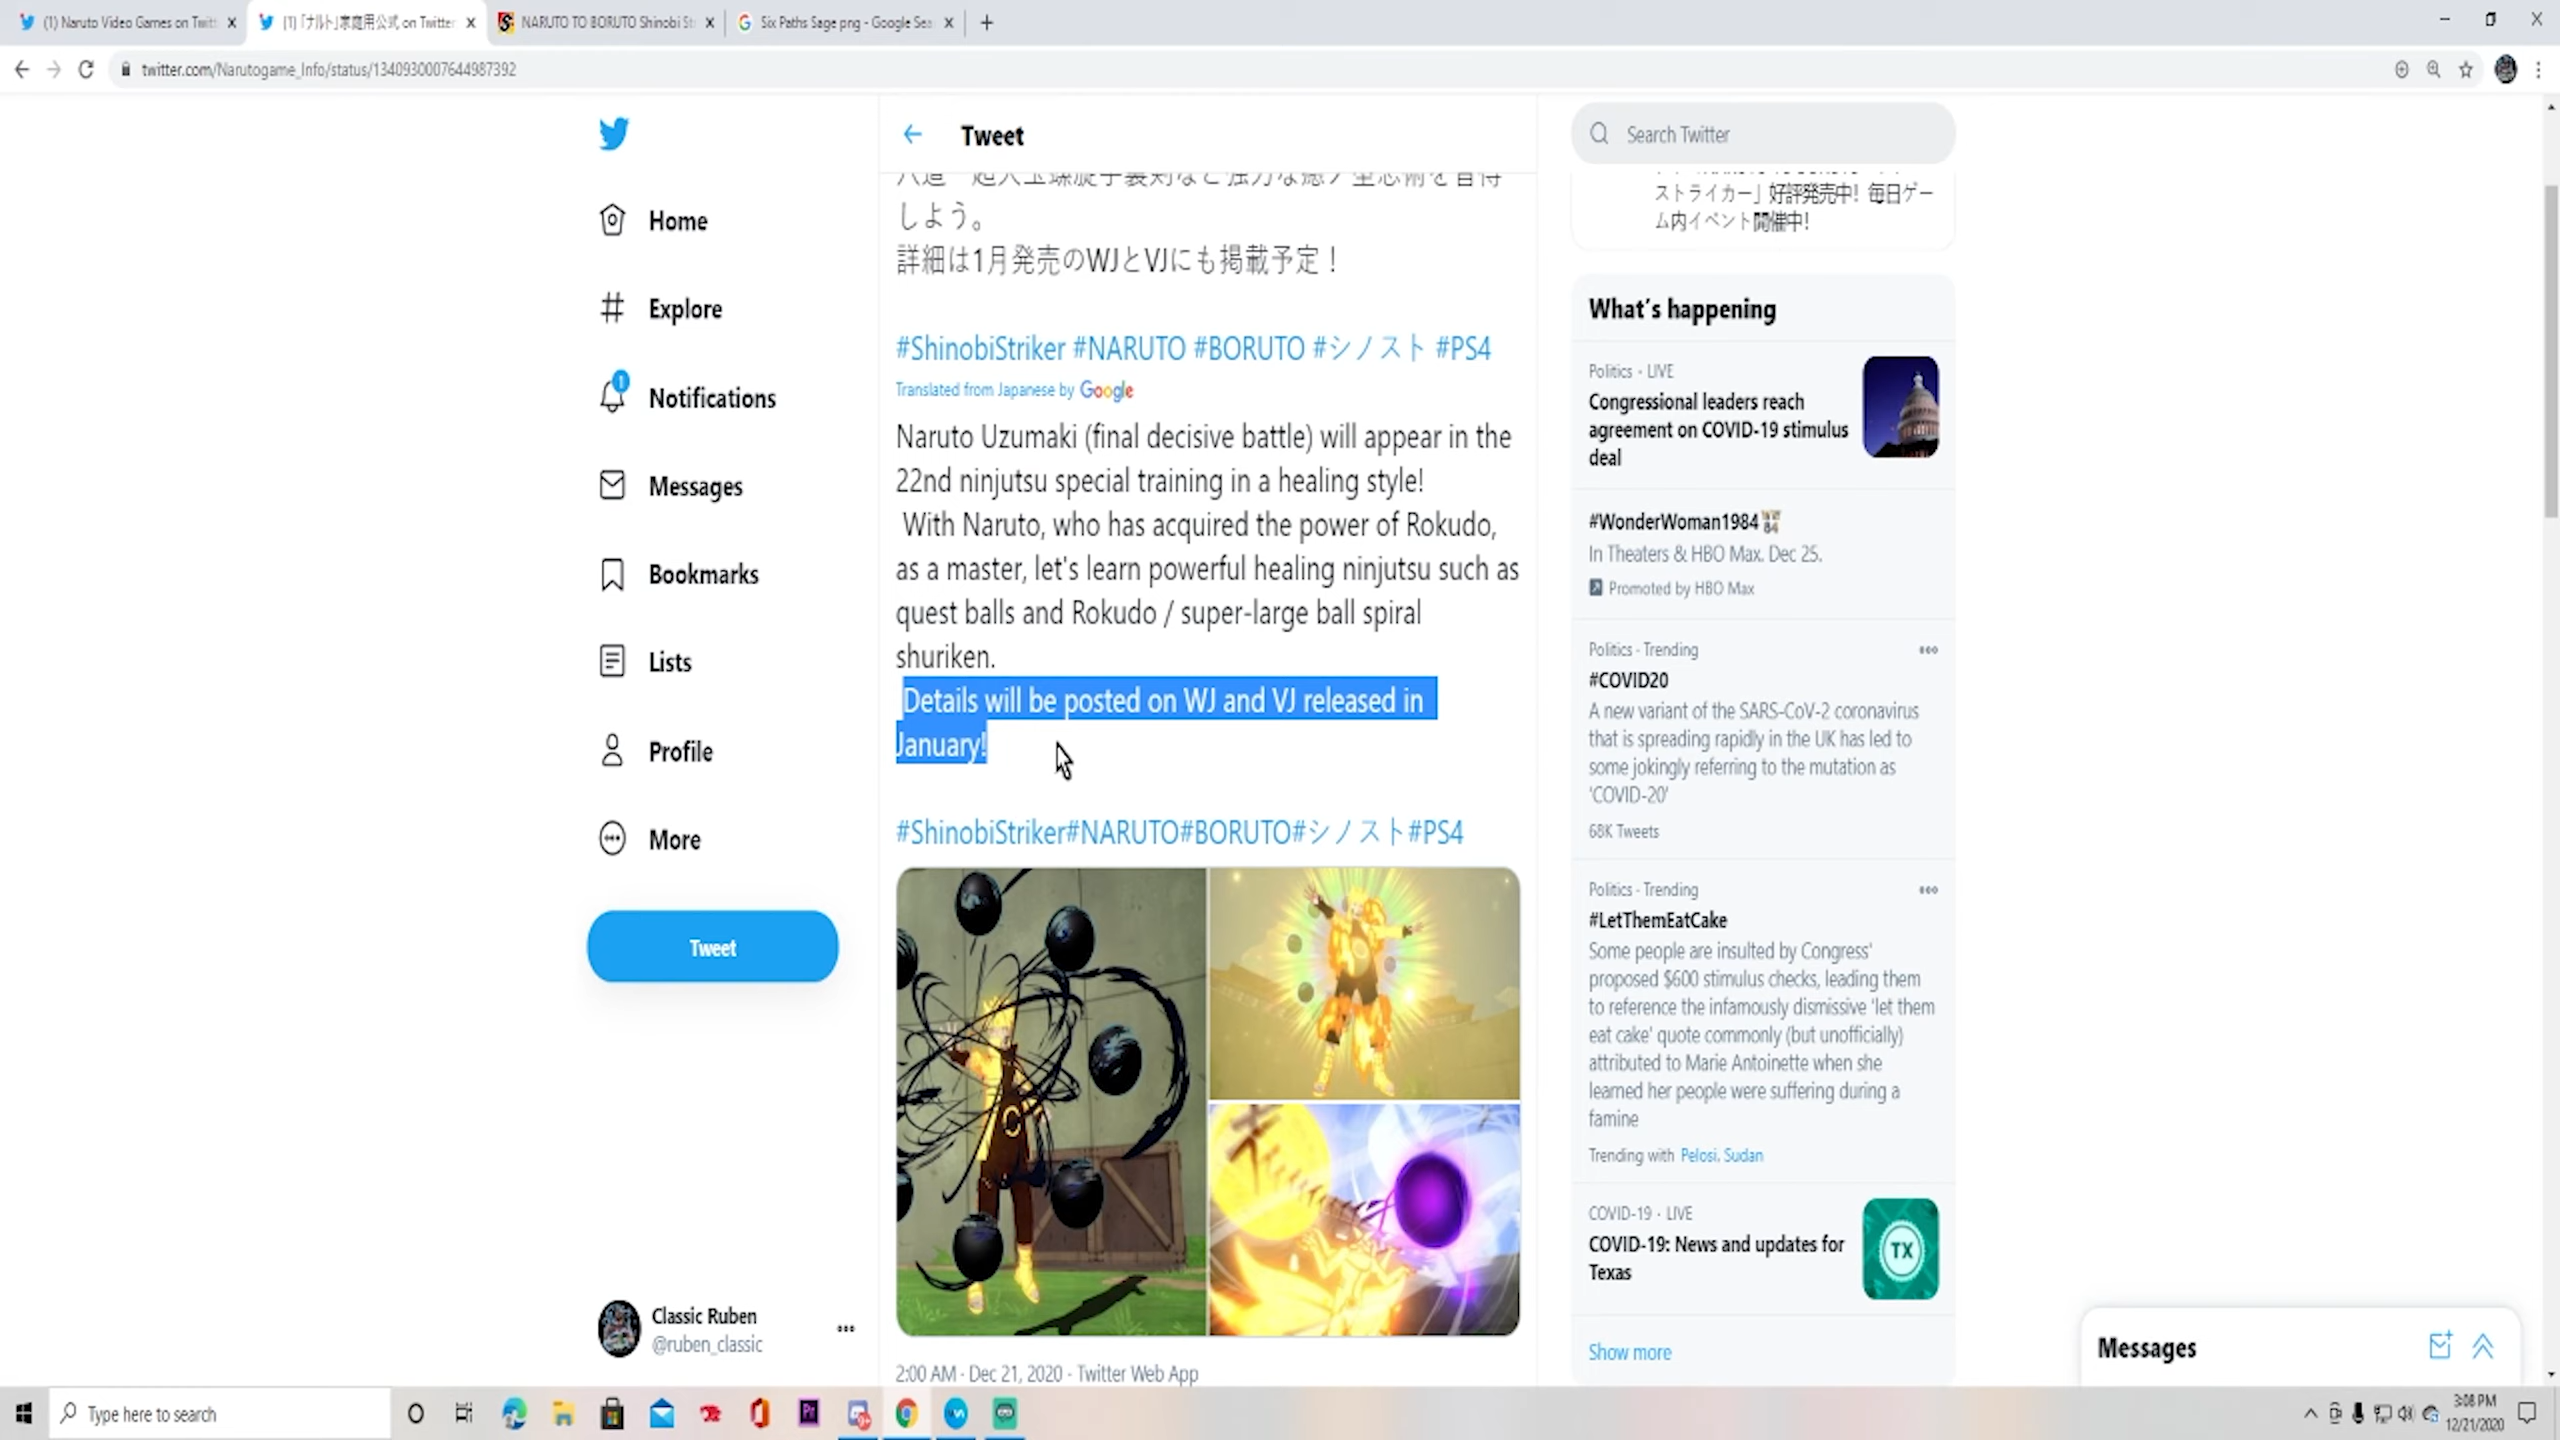 (1) Naruto Video Games on Twitt
(1) 「ナルト」家庭用公式 on Twitter
NARUTO TO BORUTO Shinobi St
Six Paths Sage png - Google Sea
twitter.com/Narutogame_Info/status/1340930007644987392
Home
Explore
1
Notifications
Messages
Bookmarks
Lists
Profile
More
Tweet
Classic Ruben
@ruben_classic
Tweet
しよう。
詳細は1月発売のWJとVJにも掲載予定！
#ShinobiStriker #NARUTO #BORUTO #シノスト #PS4
Translated from Japanese by Google
Naruto Uzumaki (final decisive battle) will appear in the
22nd ninjutsu special training in a healing style!
With Naruto, who has acquired the power of Rokudo,
as a master, let's learn powerful healing ninjutsu such as
quest balls and Rokudo / super-large ball spiral
shuriken.
Details will be posted on WJ and VJ released in
January!
#ShinobiStriker#NARUTO#BORUTO#シノスト#PS4
2:00 AM · Dec 21, 2020 · Twitter Web App
Search Twitter
ストライカー」好評発売中！毎日ゲー
ム内イベント開催中！
What's happening
Politics · LIVE
Congressional leaders reach
agreement on COVID-19 stimulus
deal
#WonderWoman1984
In Theaters & HBO Max. Dec 25.
Promoted by HBO Max
Politics · Trending
#COVID20
A new variant of the SARS-CoV-2 coronavirus
that is spreading rapidly in the UK has led to
some jokingly referring to the mutation as
'COVID-20'
68K Tweets
Politics · Trending
#LetThemEatCake
Some people are insulted by Congress'
proposed $600 stimulus checks, leading them
to reference the infamously dismissive 'let them
eat cake' quote commonly (but unofficially)
attributed to Marie Antoinette when she
learned her people were suffering during a
famine
Trending with Pelosi, Sudan
COVID-19 · LIVE
COVID-19: News and updates for
Texas
TX
Show more
Messages
Type here to search
Pr
3:08 PM
12/21/2020